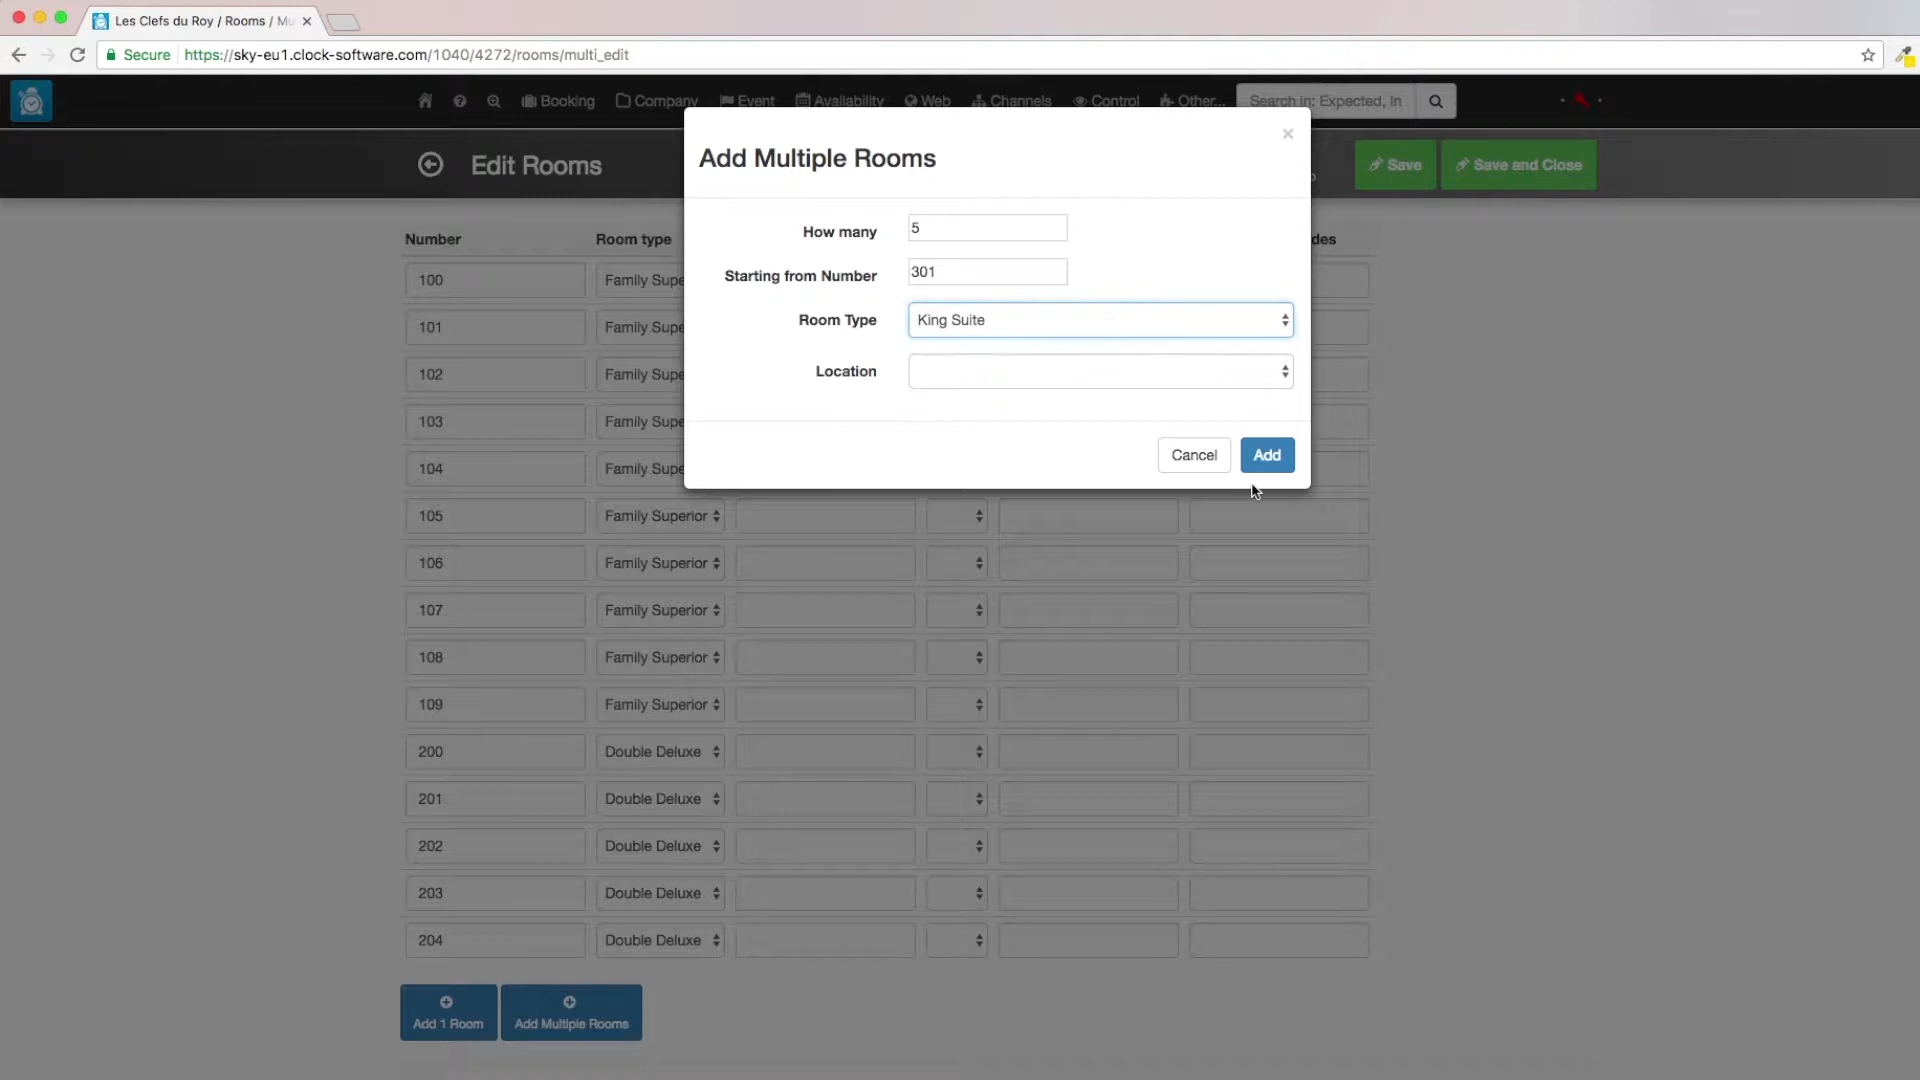 Les Clefs du Roy / Rooms / Mu
Secure https://sky-eu1.clock-software.com/1040/4272/rooms/multi_edit
Booking Company Event Availability Web Channels Control Other... Search in: Expected, In
Edit Rooms
Save
Save and Close
Add Multiple Rooms
×
How many 5
Starting from Number 301
Room Type King Suite
Location
Cancel Add
Number Room type des
100 Family Supe
101 Family Supe
102 Family Supe
103 Family Supe
104 Family Supe
105 Family Superior
106 Family Superior
107 Family Superior
108 Family Superior
109 Family Superior
200 Double Deluxe
201 Double Deluxe
202 Double Deluxe
203 Double Deluxe
204 Double Deluxe
Add 1 Room
Add Multiple Rooms